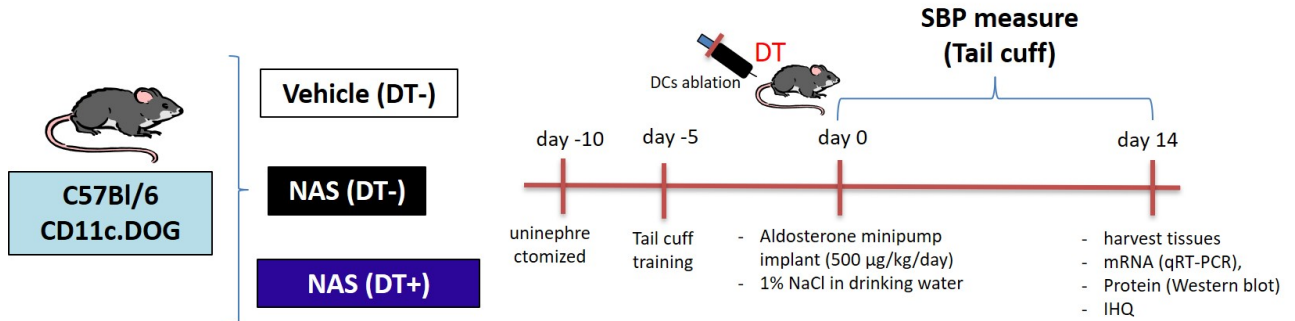 C57Bl/6
CD11c.DOG
Vehicle (DT-)
NAS (DT-)
NAS (DT+)
DCs ablation
DT
SBP measure
(Tail cuff)
day -10
day -5
day 0
day 14
uninephre
ctomized
Tail cuff
training
- Aldosterone minipump
implant (500 µg/kg/day)
- 1% NaCl in drinking water
- harvest tissues
- mRNA (qRT-PCR),
- Protein (Western blot)
- IHQ